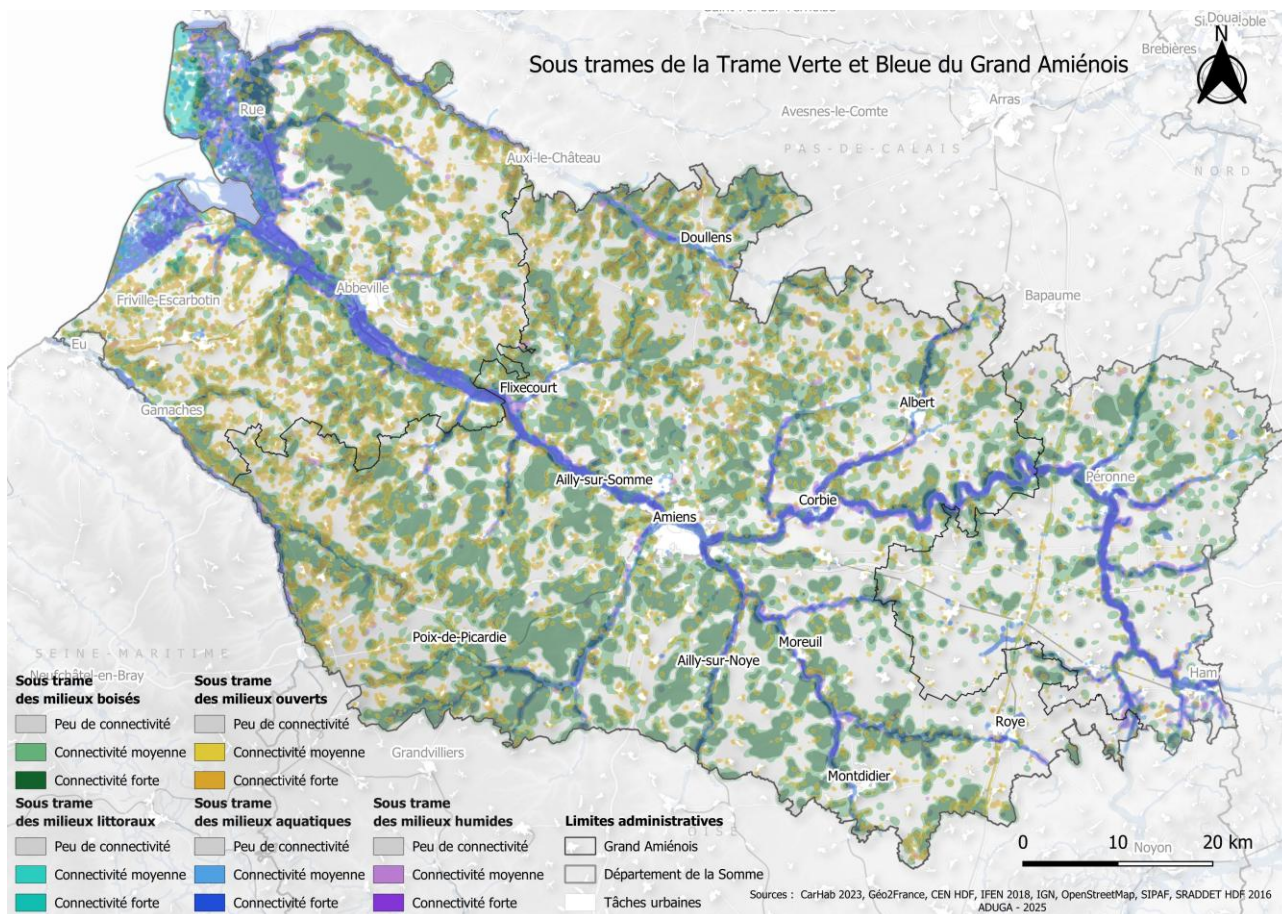 Douai
Brebières
N
Sous trames de la Trame Verte et Bleue du Grand Amiénois
Arras
Avesnes-le-Comte
PAS-DE-CALAIS
NORD
Rue
Auxi-le-Château
Doullens
Bapaume
Abbeville
Friville-Escarbotin
Eu
Flixecourt
Gamaches
Albert
Péronne
Ailly-sur-Somme
Corbie
Amiens
Poix-de-Picardie
Moreuil
Ailly-sur-Noye
SEINE-MARITIME
Neufchâtel-en-Bray
Ham
Roye
Grandvilliers
Montdidier
OISE
Noyon
Sous trame
des milieux boisés
Peu de connectivité
Connectivité moyenne
Connectivité forte
Sous trame
des milieux ouverts
Peu de connectivité
Connectivité moyenne
Connectivité forte
Sous trame
des milieux littoraux
Peu de connectivité
Connectivité moyenne
Connectivité forte
Sous trame
des milieux aquatiques
Peu de connectivité
Connectivité moyenne
Connectivité forte
Sous trame
des milieux humides
Peu de connectivité
Connectivité moyenne
Connectivité forte
Limites administratives
Grand Amiénois
Département de la Somme
Tâches urbaines
0 10 20 km
Sources : CarHab 2023, Géo2France, CEN HDF, IFEN 2018, IGN, OpenStreetMap, SIPAF, SRADDET HDF 2016
ADUGA - 2025